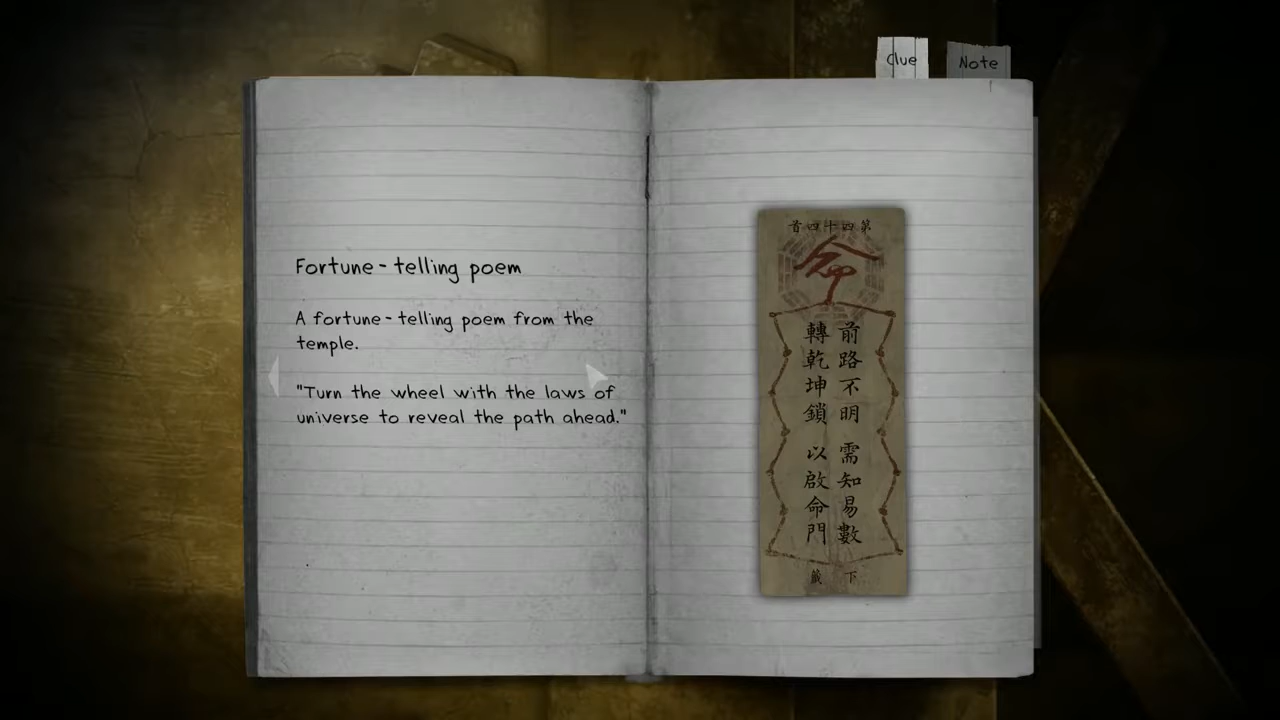 Clue
Note
Fortune-telling poem
A fortune-telling poem from the
temple.
"Turn the wheel with the laws of
universe to reveal the path ahead."
第四十四首
命
前路不明 需知易數
轉乾坤鎖 以啟命門
下籤